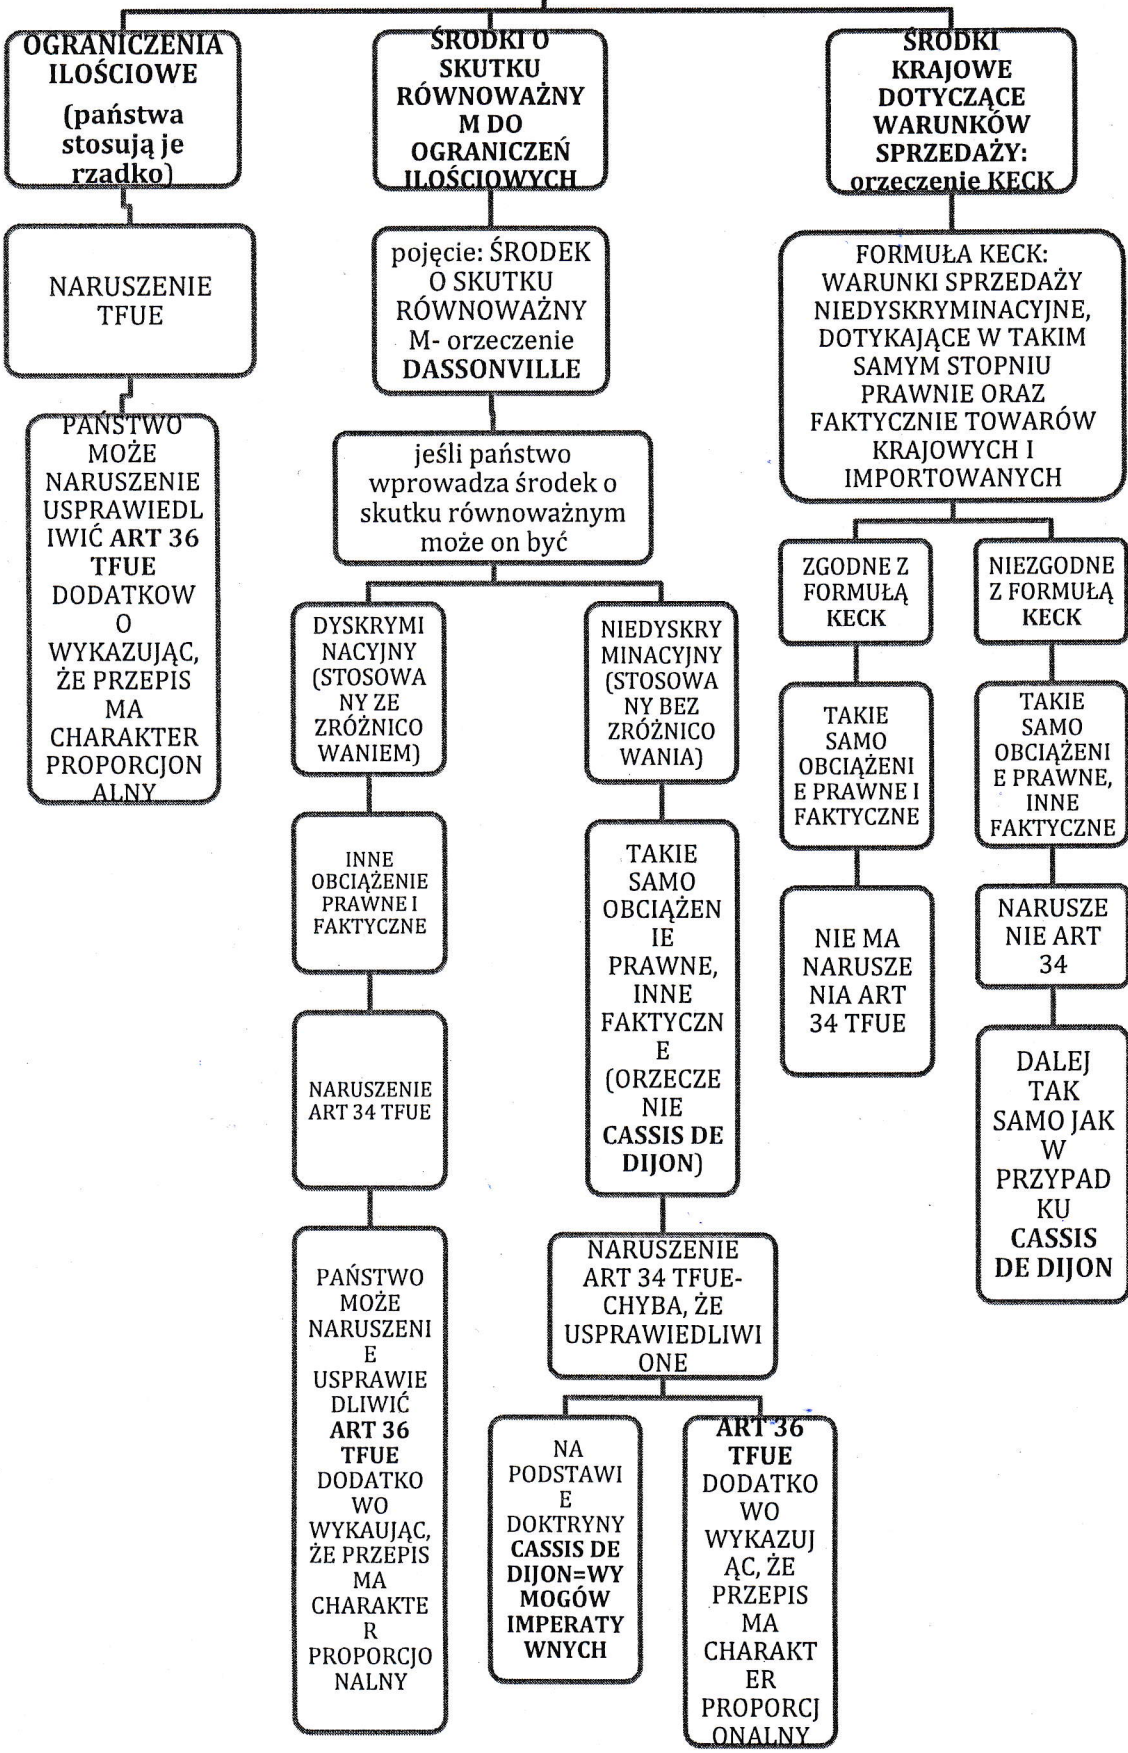 OGRANICZENIA
ILOŚCIOWE
(państwa
stosują je
rzadko)
NARUSZENIE
TFUE
PAŃSTWO
MOŻE
NARUSZENIE
USPRAWIEDL
IWIĆ ART 36
TFUE
DODATKOW
O
WYKAZUJĄC,
ŻE PRZEPIS
MA
CHARAKTER
PROPORCJON
ALNY
ŚRODKI O
SKUTKU
RÓWNOWAŻNY
M DO
OGRANICZEŃ
ILOŚCIOWYCH
pojęcie: ŚRODEK
O SKUTKU
RÓWNOWAŻNY
M- orzeczenie
DASSONVILLE
jeśli państwo
wprowadza środek o
skutku równoważnym
może on być
DYSKRYMI
NACYJNY
(STOSOWA
NY ZE
ZRÓŻNICO
WANIEM)
INNE
OBCIĄŻENIE
PRAWNE I
FAKTYCZNE
NARUSZENIE
ART 34 TFUE
PAŃSTWO
MOŻE
NARUSZENI
E
USPRAWIE
DLIWIĆ
ART 36
TFUE
DODATKO
WO
WYKAUJĄC,
ŻE PRZEPIS
MA
CHARAKTE
R
PROPORCJO
NALNY
NIEDYSKRY
MINACYJNY
(STOSOWA
NY BEZ
ZRÓŻNICO
WANIA)
TAKIE
SAMO
OBCIĄŻEN
IE
PRAWNE,
INNE
FAKTYCZN
E
(ORZECZE
NIE
CASSIS DE
DIJON)
NARUSZENIE
ART 34 TFUE-
CHYBA, ŻE
USPRAWIEDLIWI
ONE
NA
PODSTAWI
E
DOKTRYNY
CASSIS DE
DIJON=WY
MOGÓW
IMPERATY
WNYCH
ART 36
TFUE
DODATKO
WO
WYKAZUJ
ĄC, ŻE
PRZEPIS
MA
CHARAKT
ER
PROPORCJ
ONALNY
ŚRODKI
KRAJOWE
DOTYCZĄCE
WARUNKÓW
SPRZEDAŻY:
orzeczenie KECK
FORMUŁA KECK:
WARUNKI SPRZEDAŻY
NIEDYSKRYMINACYJNE,
DOTYKAJĄCE W TAKIM
SAMYM STOPNIU
PRAWNIE ORAZ
FAKTYCZNIE TOWARÓW
KRAJOWYCH I
IMPORTOWANYCH
ZGODNE Z
FORMUŁĄ
KECK
TAKIE
SAMO
OBCIĄŻENI
E PRAWNE I
FAKTYCZNE
NIE MA
NARUSZE
NIA ART
34 TFUE
NIEZGODNE
Z FORMUŁĄ
KECK
TAKIE
SAMO
OBCIĄŻENI
E PRAWNE,
INNE
FAKTYCZNE
NARUSZE
NIE ART
34
DALEJ
TAK
SAMO JAK
W
PRZYPAD
KU
CASSIS
DE DIJON